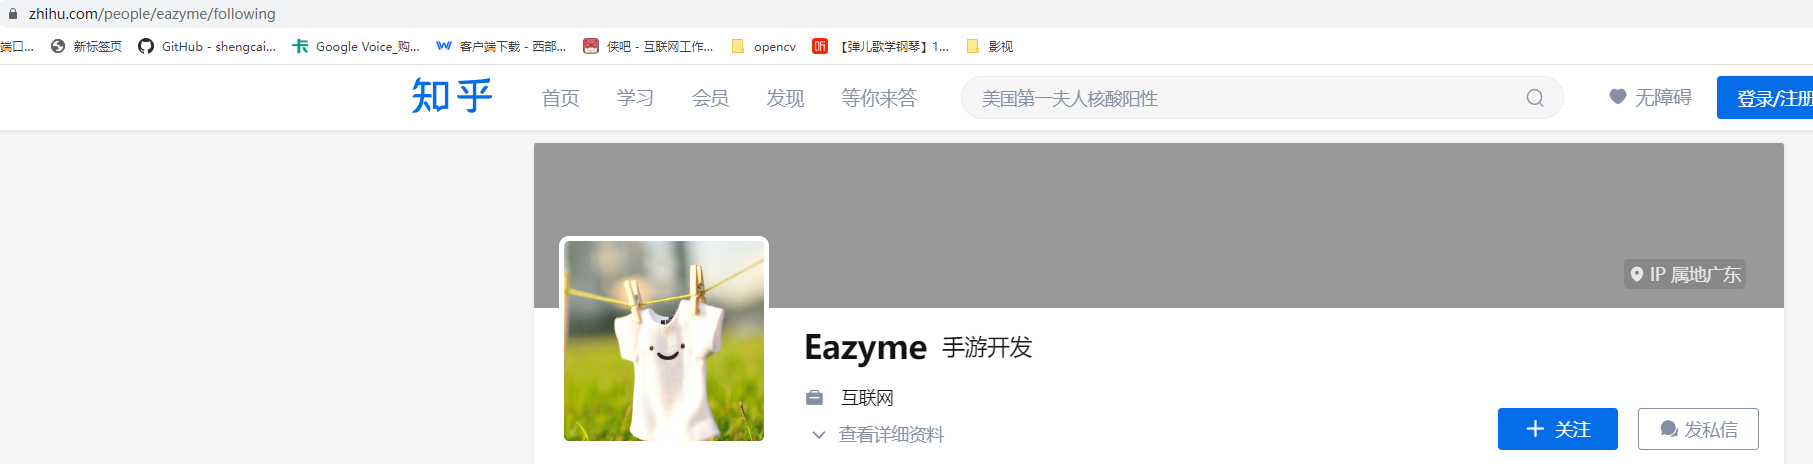 zhihu.com/people/eazyme/following
端口... 新标签页 GitHub - shengcai... Google Voice_购... 客户端下载 - 西部... 侠吧 - 互联网工作... opencv 【弹儿歌学钢琴】1... 影视
知乎 首页 学习 会员 发现 等你来答 美国第一夫人核酸阳性 无障碍 登录/注册
IP 属地广东
Eazyme 手游开发
互联网
查看详细资料
关注 发私信